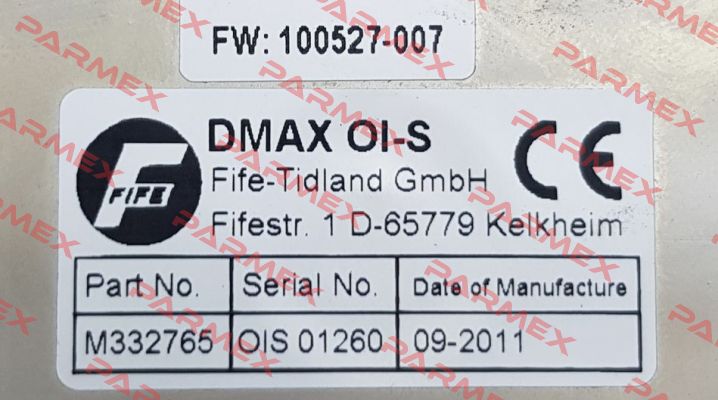 FW: 100527-007
DMAX OI-S
CE
FIFE
Fife-Tidland GmbH
Fifestr. 1 D-65779 Kelkheim
Part No. Serial No. Date of Manufacture
M332765 OIS 01260 09-2011
PARMEX